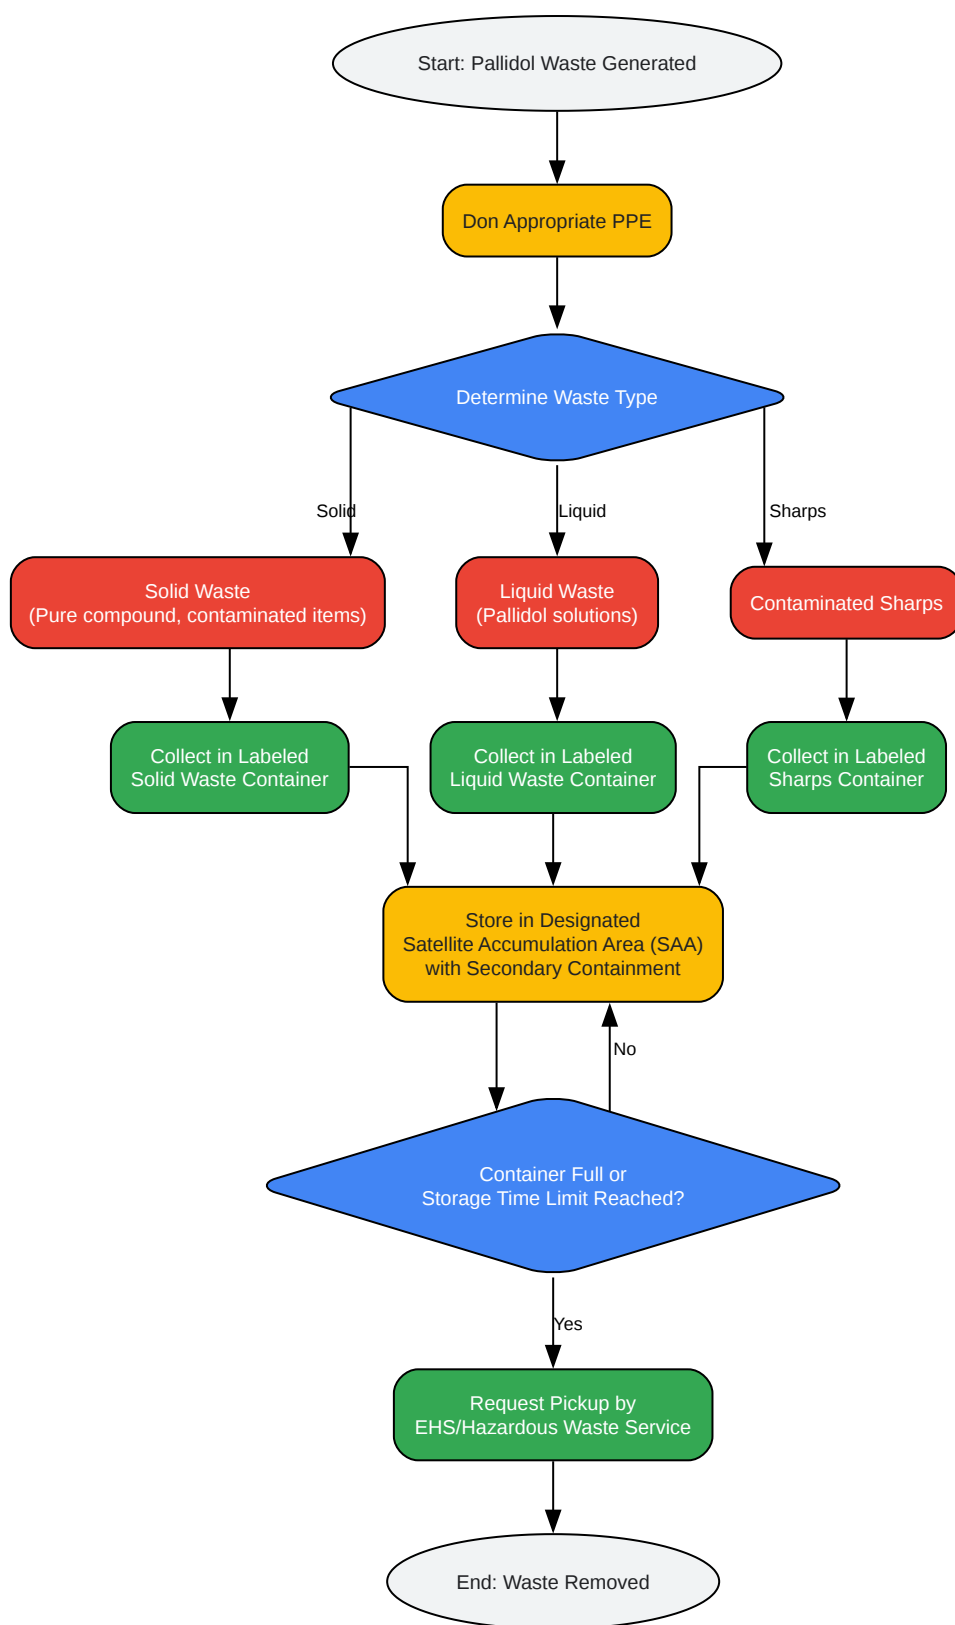 Start: Pallidol Waste Generated
Don Appropriate PPE
Determine Waste Type
Solid
Liquid
Sharps
Solid Waste
(Pure compound, contaminated items)
Liquid Waste
(Pallidol solutions)
Contaminated Sharps
Collect in Labeled
Solid Waste Container
Collect in Labeled
Liquid Waste Container
Collect in Labeled
Sharps Container
Store in Designated
Satellite Accumulation Area (SAA)
with Secondary Containment
No
Container Full or
Storage Time Limit Reached?
Yes
Request Pickup by
EHS/Hazardous Waste Service
End: Waste Removed